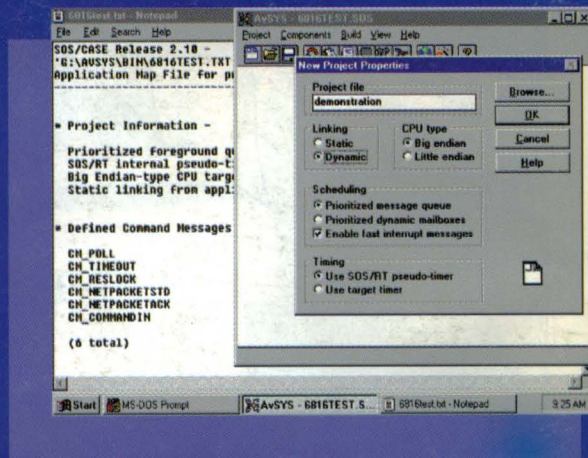 6816test.txt - Notepad
File Edit Search Help
SOS/CASE Release 2.10 -
'G:\AVSYS\BIN\6816TEST.TXT
Application Map File for
* Project Information -
Prioritized foreground
SOS/RT internal
Big Endian-type CPU
Static linking from
* Defined Command Messages
CM_POLL
CM_TIMEOUT
CM_RESLOCK
CM_NETPACKETSTD
CM_NETPACKETACK
CM_COMMANDIN
(6 total)
AvSYS - 6816TEST.SOS
Project Components Build View Help
New Project Properties
Project file
demonstration
Browse...
OK
Cancel
Help
Linking
Static
Dynamic
CPU type
Big endian
Little endian
Scheduling
Prioritized message queue
Prioritized dynamic mailboxes
Enable fast interrupt messages
Timing
Use SOS/RT pseudo-timer
Use target timer
Start
MS-DOS Prompt
AvSYS - 6816TEST.S...
6816test.txt - Notepad
9:25 AM